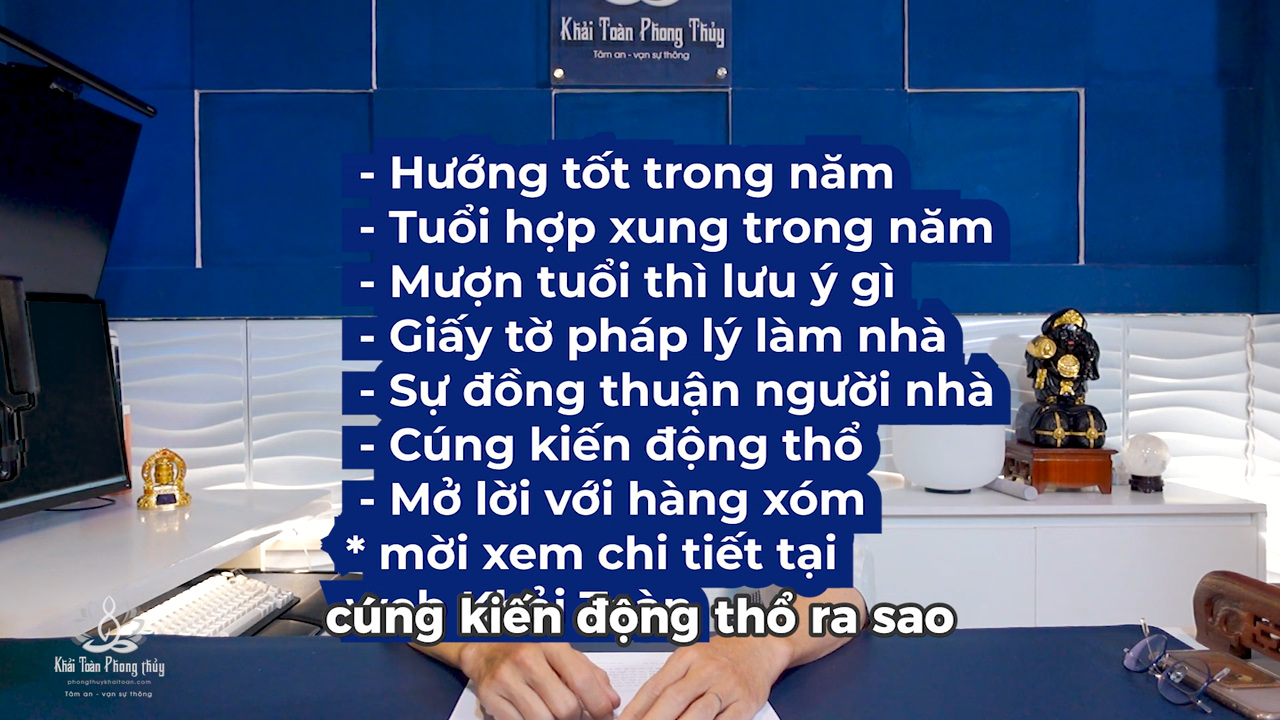 Khải Toàn Phong Thủy
Tâm an - vạn sự thông
- Hướng tốt trong năm
- Tuổi hợp xung trong năm
- Mượn tuổi thì lưu ý gì
- Giấy tờ pháp lý làm nhà
- Sự đồng thuận người nhà
- Cúng kiến động thổ
- Mở lời với hàng xóm
* mời xem chi tiết tại
cúng kiến động thổ ra sao
Khải Toàn Phong thủy
phongthuykhaitoan.com
Tâm an - vạn sự thông